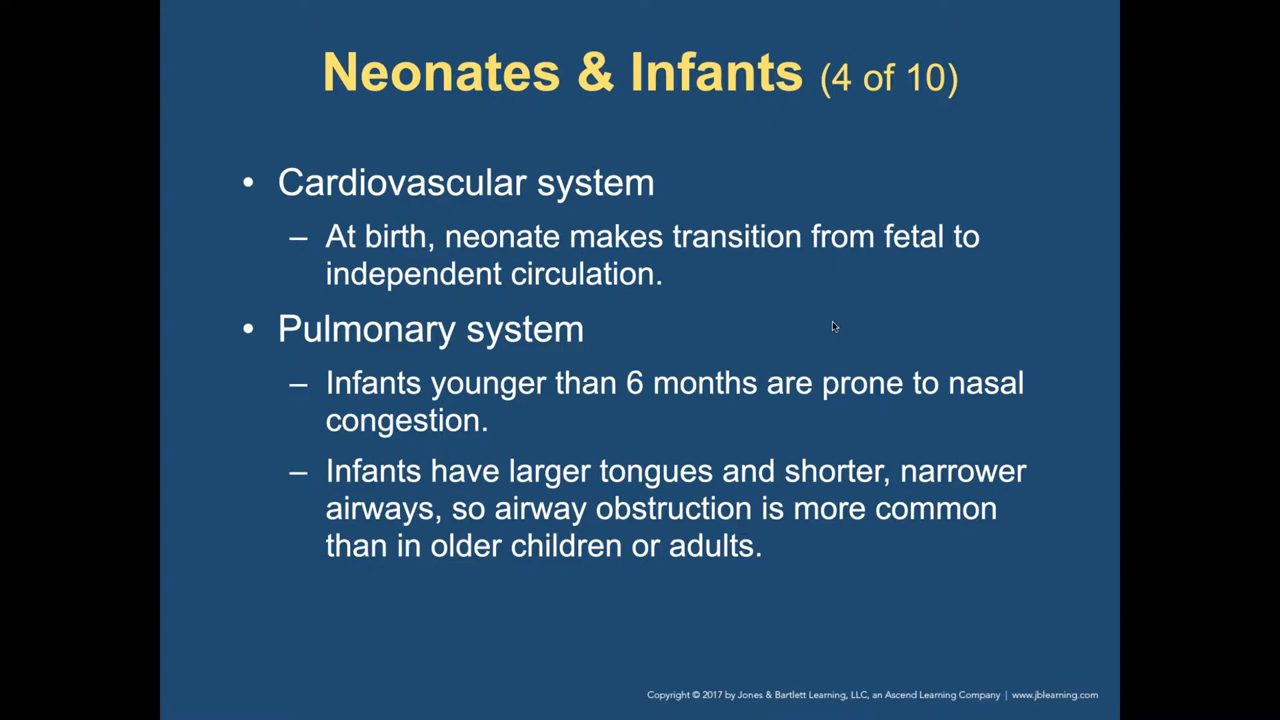 Neonates & Infants (4 of 10)
• Cardiovascular system
– At birth, neonate makes transition from fetal to
independent circulation.
• Pulmonary system
– Infants younger than 6 months are prone to nasal
congestion.
– Infants have larger tongues and shorter, narrower
airways, so airway obstruction is more common
than in older children or adults.
Copyright © 2017 by Jones & Bartlett Learning, LLC, an Ascend Learning Company | www.jblearning.com